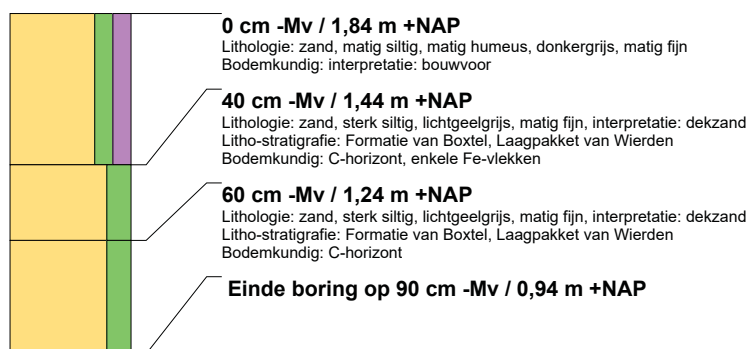 0 cm -Mv / 1,84 m +NAP
Lithologie: zand, matig siltig, matig humeus, donkergrijs, matig fijn
Bodemkundig: interpretatie: bouwvoor
40 cm -Mv / 1,44 m +NAP
Lithologie: zand, sterk siltig, lichtgeelgrijs, matig fijn, interpretatie: dekzand
Litho-stratigrafie: Formatie van Boxtel, Laagpakket van Wierden
Bodemkundig: C-horizont, enkele Fe-vlekken
60 cm -Mv / 1,24 m +NAP
Lithologie: zand, sterk siltig, lichtgeelgrijs, matig fijn, interpretatie: dekzand
Litho-stratigrafie: Formatie van Boxtel, Laagpakket van Wierden
Bodemkundig: C-horizont
Einde boring op 90 cm -Mv / 0,94 m +NAP